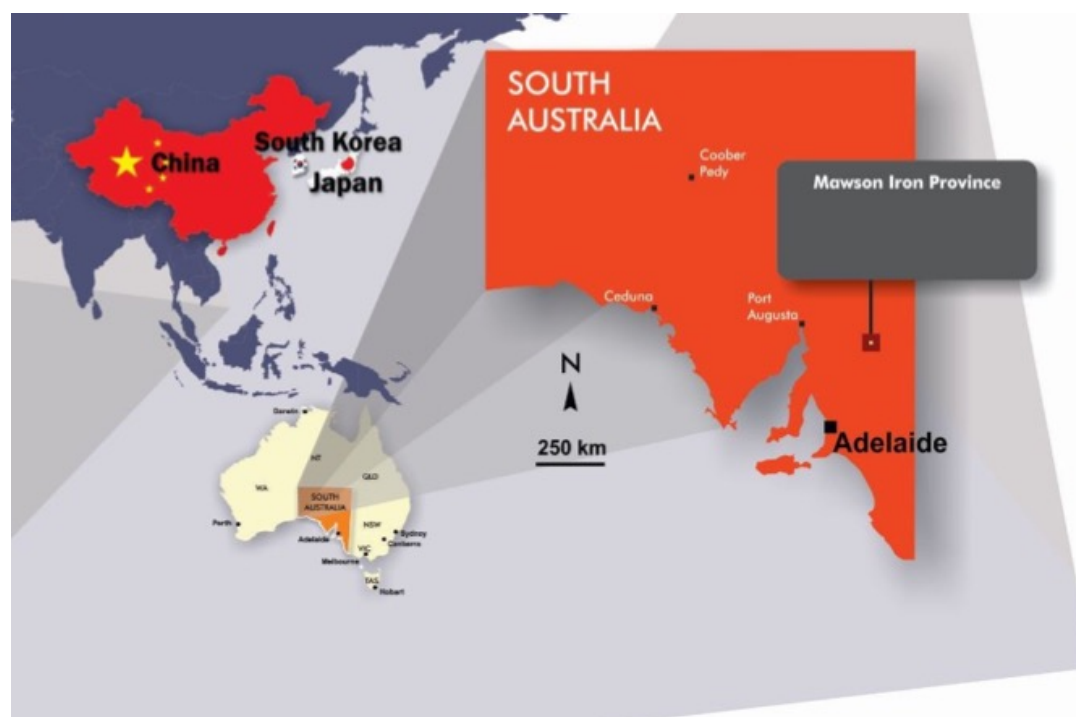 SOUTH
AUSTRALIA
Coober
Pedy
Mawson Iron Province
Ceduna
Port
Augusta
N
250 km
Adelaide
China
South Korea
Japan
Darwin
NT
QLD
WA
SOUTH
AUSTRALIA
NSW
Perth
Sydney
Adelaide
Canberra
VIC
Melbourne
TAS
Hobart